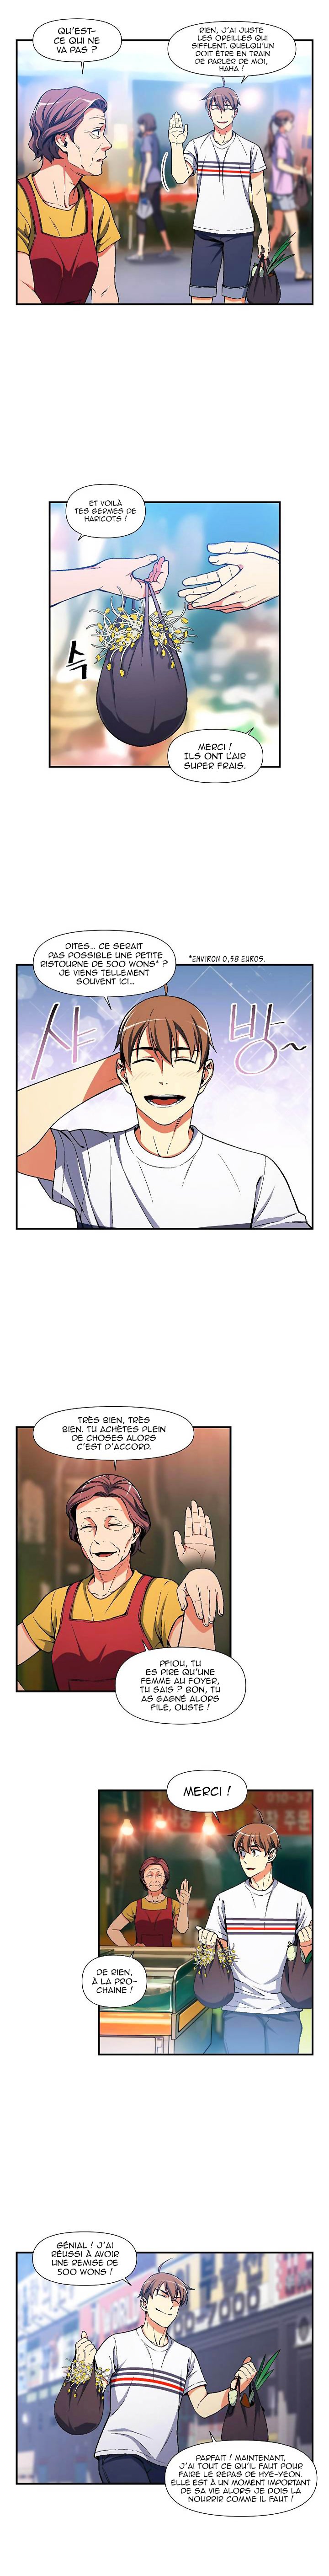 QU'EST-
CE QUI NE
VA PAS ?
RIEN, J'AI JUSTE
LES OREILLES QUI
SIFFLENT. QUELQU'UN
DOIT ÊTRE EN TRAIN
DE PARLER DE MOI,
HAHA !
ET VOILÀ
TES GERMES DE
HARICOTS !
슥
MERCI !
ILS ONT L'AIR
SUPER FRAIS.
DITES... CE SERAIT
PAS POSSIBLE UNE PETITE
RISTOURNE DE 500 WONS* ?
JE VIENS TELLEMENT
SOUVENT ICI...
*ENVIRON 0,38 EUROS.
샤 방~
TRÈS BIEN, TRÈS
BIEN. TU ACHÈTES PLEIN
DE CHOSES ALORS
C'EST D'ACCORD.
PFIOU, TU
ES PIRE QU'UNE
FEMME AU FOYER,
TU SAIS ? BON, TU
AS GAGNÉ ALORS
FILE, OUSTE !
MERCI !
DE RIEN,
À LA PRO-
CHAINE !
GÉNIAL ! J'AI
RÉUSSI À AVOIR
UNE REMISE DE
500 WONS !
PARFAIT ! MAINTENANT,
J'AI TOUT CE QU'IL FAUT POUR
FAIRE LE REPAS DE HYE-YEON.
ELLE EST À UN MOMENT IMPORTANT
DE SA VIE ALORS JE DOIS LA
NOURRIR COMME IL FAUT !